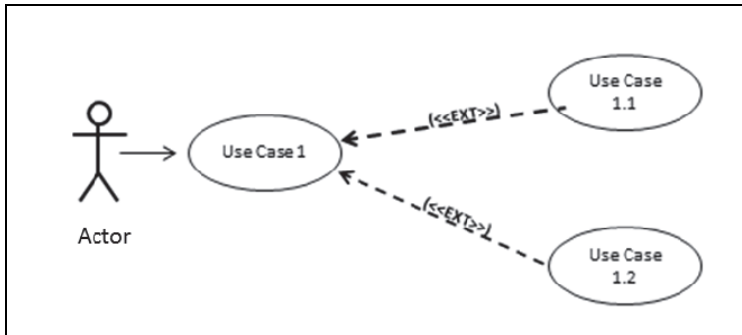 Use Case
1.1
(<<EXT>>)
Use Case 1
(<<EXT>>)
Actor
Use Case
1.2